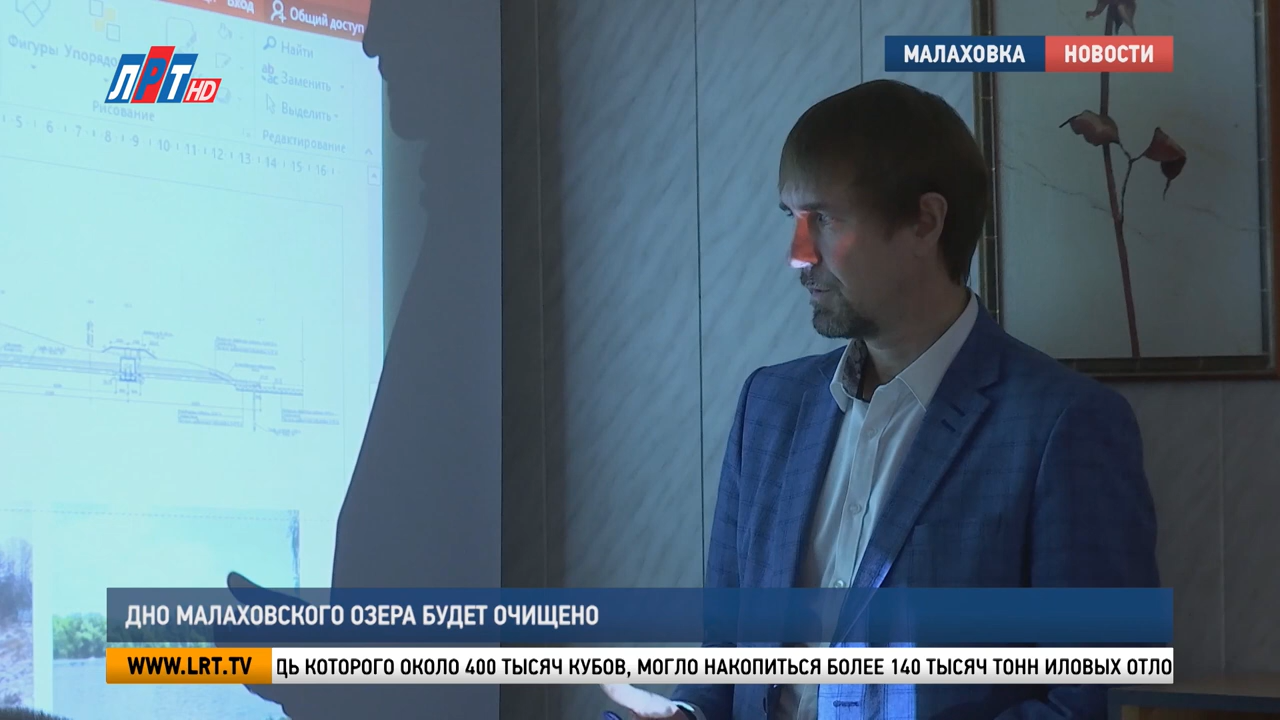 Вход
Общий доступ
Фигуры
Найти
Заменить
Выделить
Рисование
Редактирование
5 6 7 8 9 10 11 12 13 14 15 16
ЛРТ HD
МАЛАХОВКА НОВОСТИ
ДНО МАЛАХОВСКОГО ОЗЕРА БУДЕТ ОЧИЩЕНО
WWW.LRT.TV ДЬ КОТОРОГО ОКОЛО 400 ТЫСЯЧ КУБОВ, МОГЛО НАКОПИТЬСЯ БОЛЕЕ 140 ТЫСЯЧ ТОНН ИЛОВЫХ ОТЛО